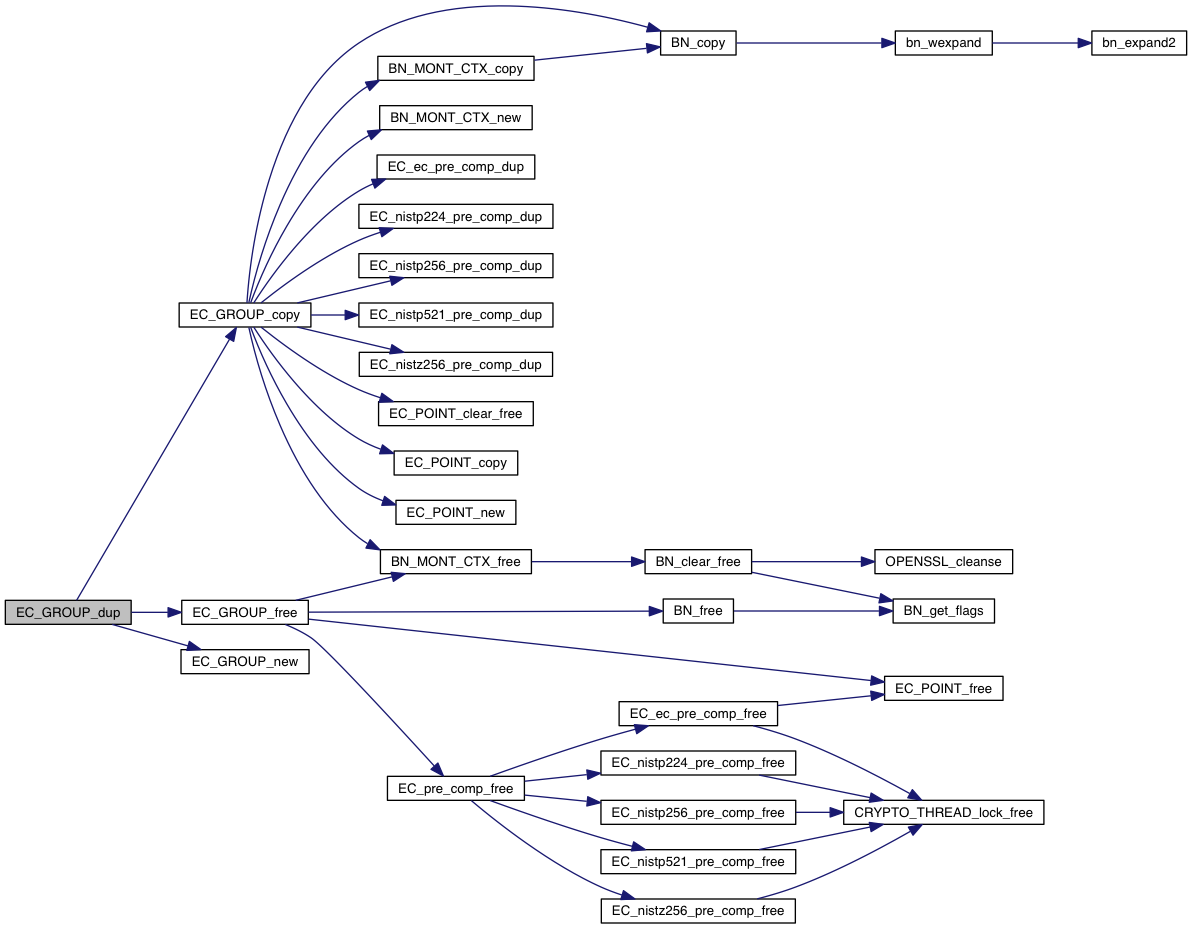 BN_copy
bn_wexpand
bn_expand2
BN_MONT_CTX_copy
BN_MONT_CTX_new
EC_ec_pre_comp_dup
EC_nistp224_pre_comp_dup
EC_nistp256_pre_comp_dup
EC_GROUP_copy
EC_nistp521_pre_comp_dup
EC_nistz256_pre_comp_dup
EC_POINT_clear_free
EC_POINT_copy
EC_POINT_new
BN_MONT_CTX_free
BN_clear_free
OPENSSL_cleanse
EC_GROUP_dup
EC_GROUP_free
BN_free
BN_get_flags
EC_GROUP_new
EC_POINT_free
EC_ec_pre_comp_free
EC_nistp224_pre_comp_free
EC_pre_comp_free
EC_nistp256_pre_comp_free
CRYPTO_THREAD_lock_free
EC_nistp521_pre_comp_free
EC_nistz256_pre_comp_free